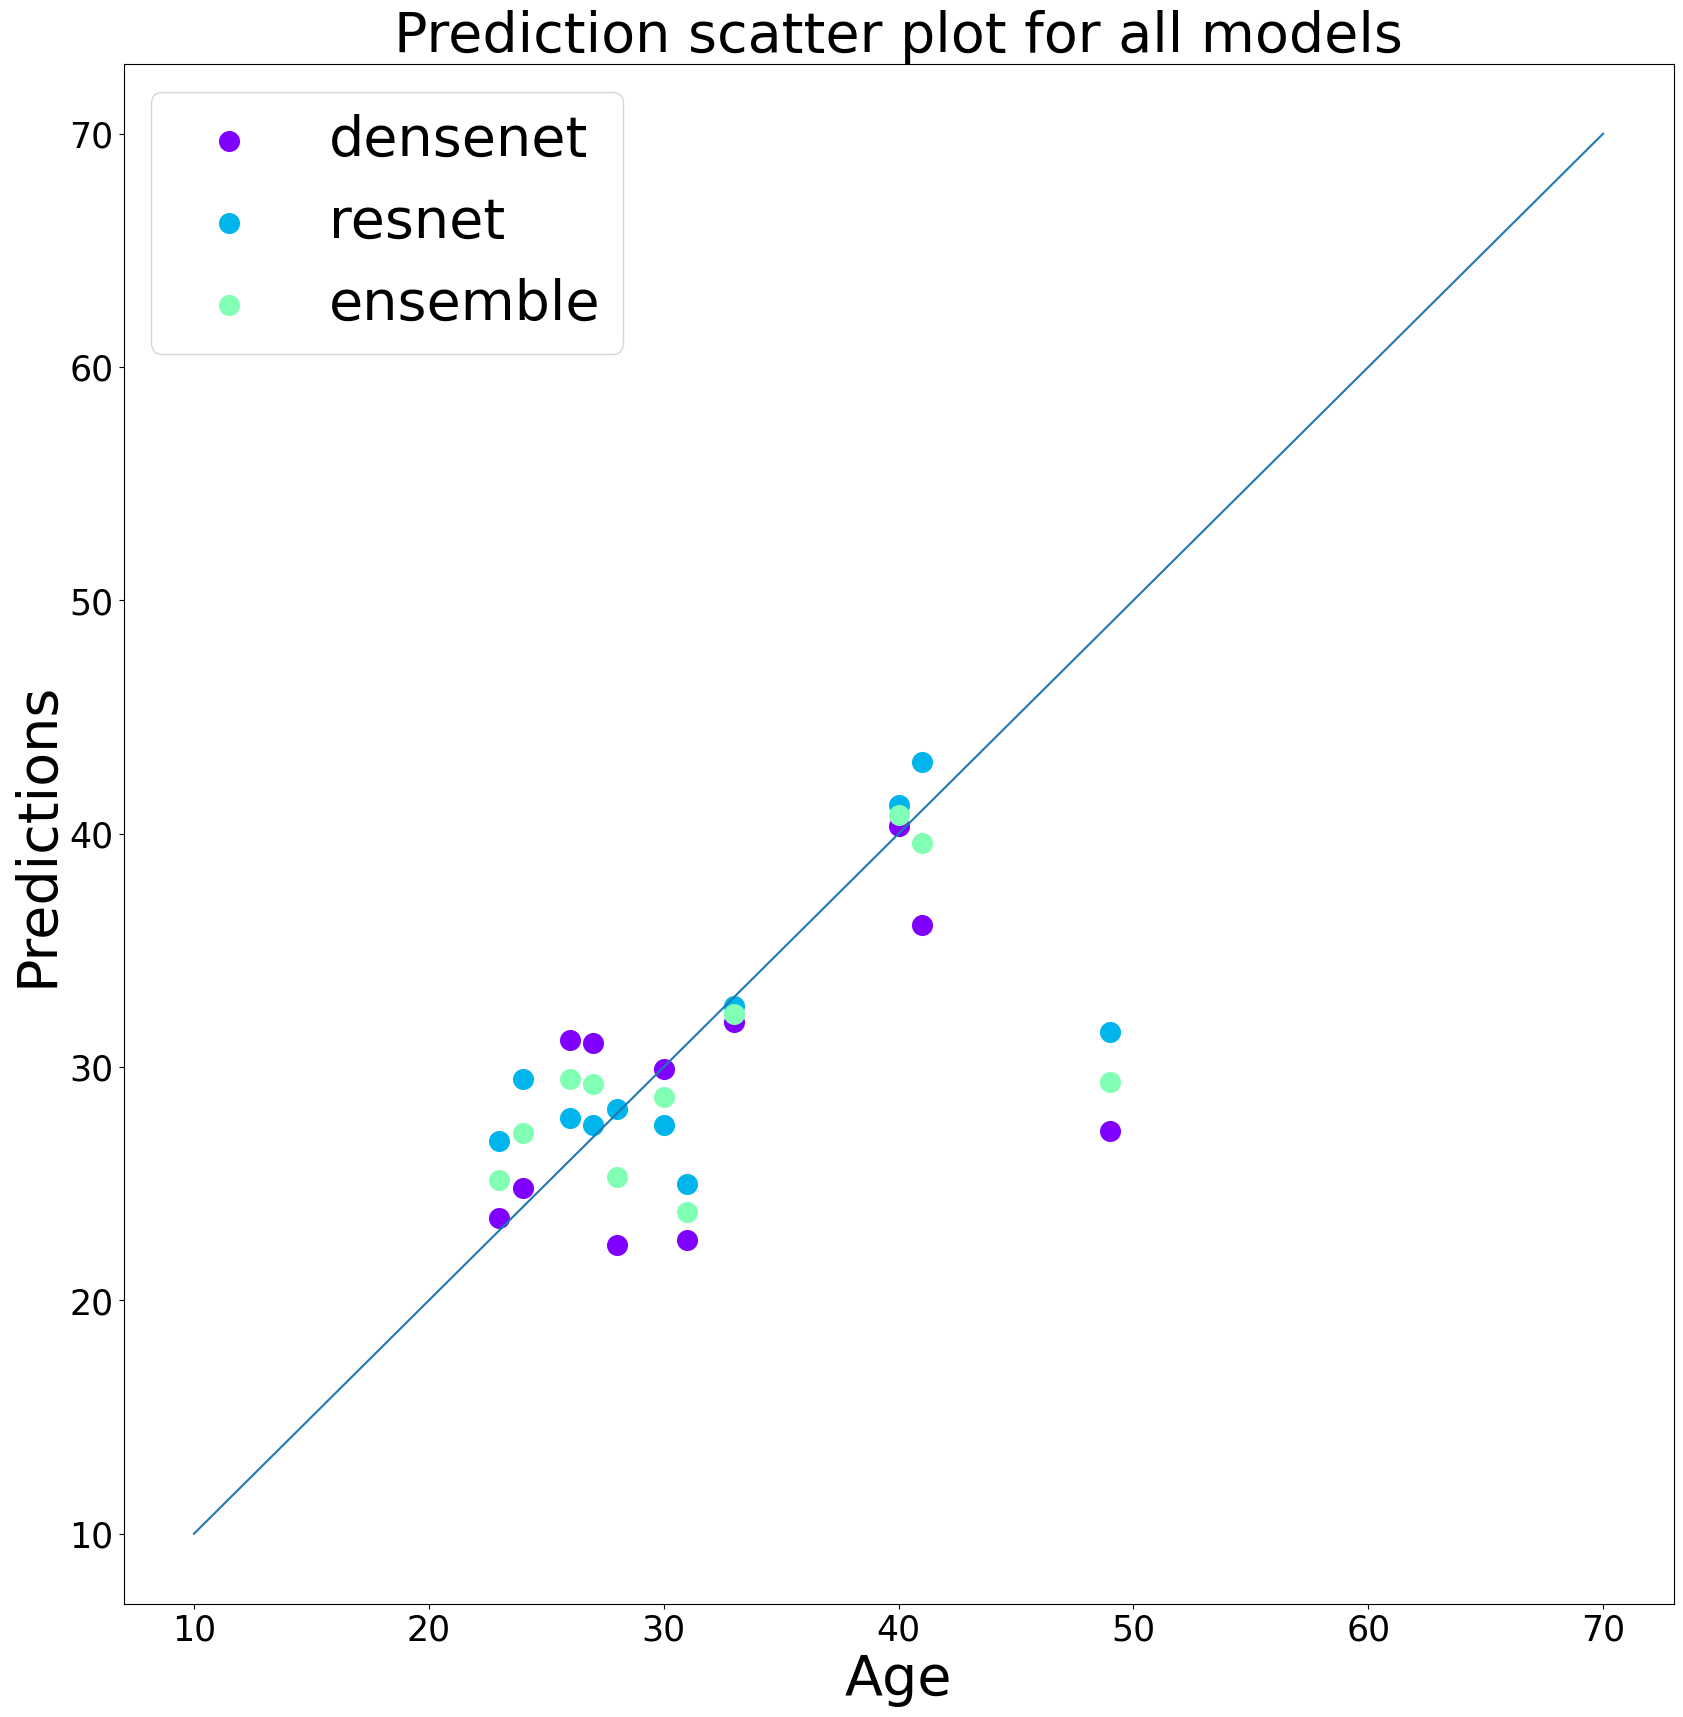 Prediction scatter plot for all models
densenet
resnet
ensemble
70
60
50
40
30
20
10
Predictions
10 20 30 40 50 60 70
Age